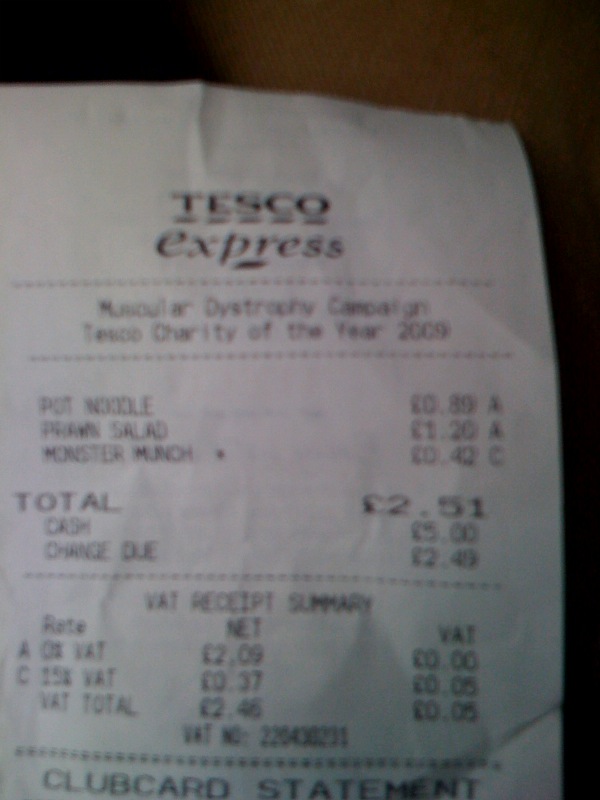 TESCO
express
Muscular Dystrophy Campaign
Tesco Charity of the Year 2009
POT NOODLE £0.89 A
PRAWN SALAD £1.20 A
MONSTER MUNCH * £0.42 C
TOTAL £2.51
CASH £5.00
CHANGE DUE £2.49
VAT RECEIPT SUMMARY
Rate NET VAT
A 0% VAT £2.09 £0.00
C 15% VAT £0.37 £0.05
VAT TOTAL £2.46 £0.05
VAT NO: 220430231
CLUBCARD STATEMENT